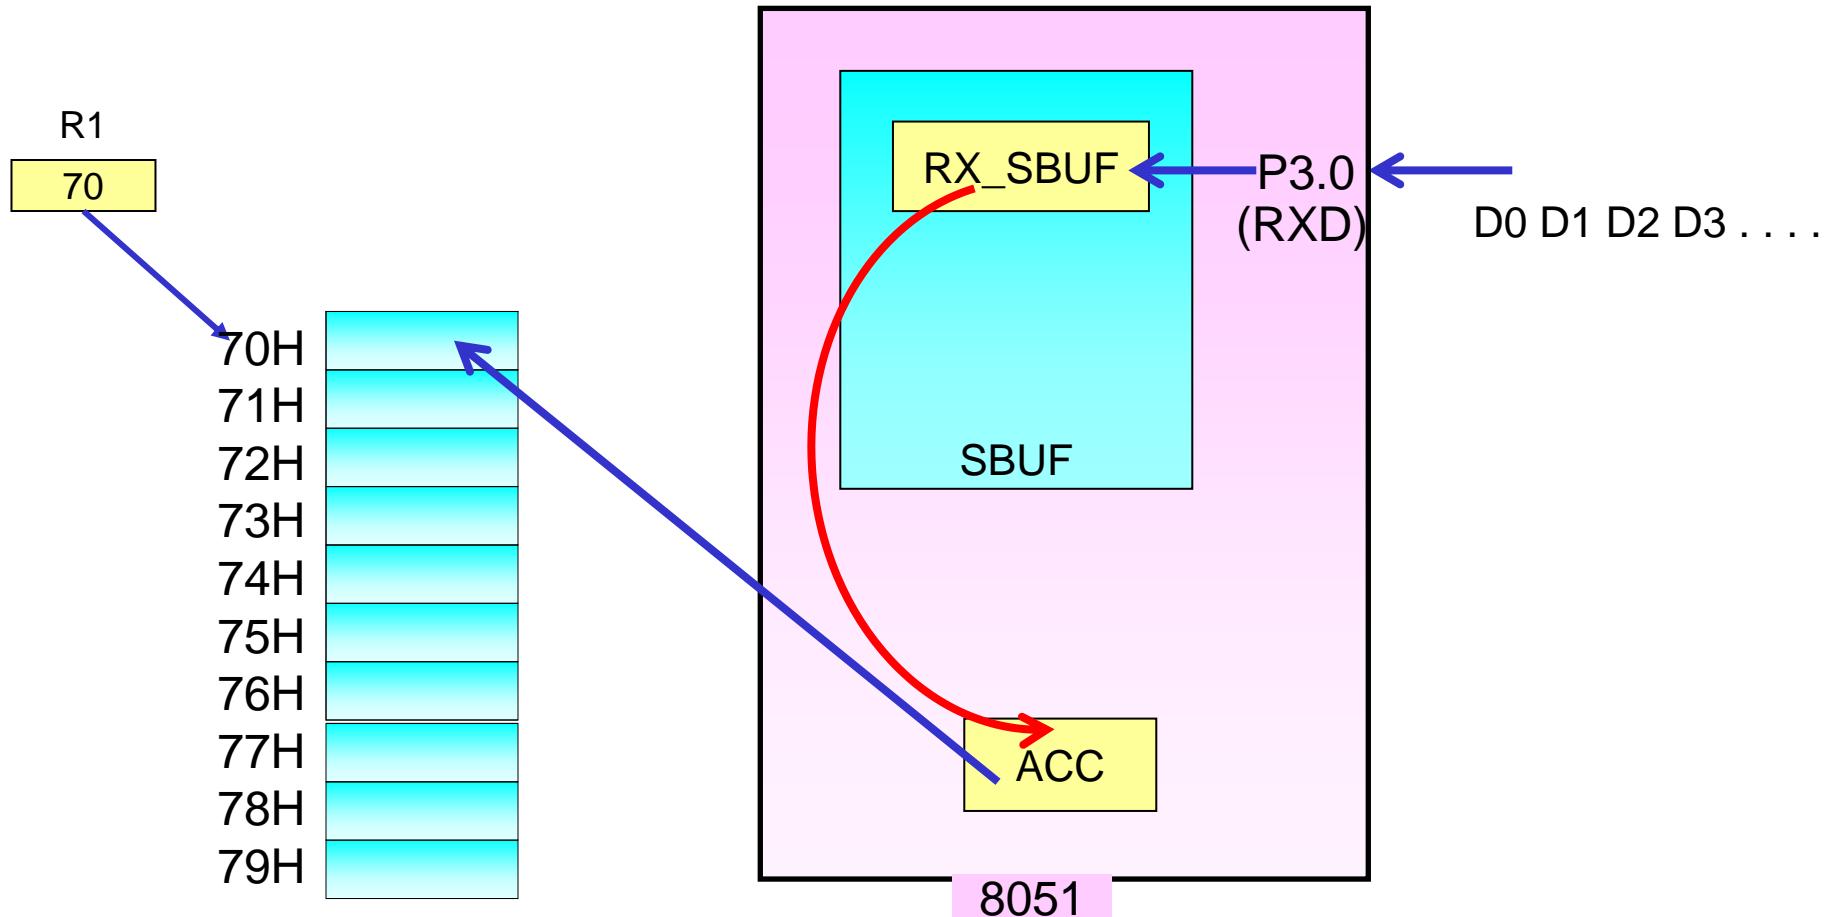 R1
70
70H
71H
72H
73H
74H
75H
76H
77H
78H
79H
RX_SBUF
SBUF
ACC
P3.0
(RXD)
D0 D1 D2 D3 . . . .
8051